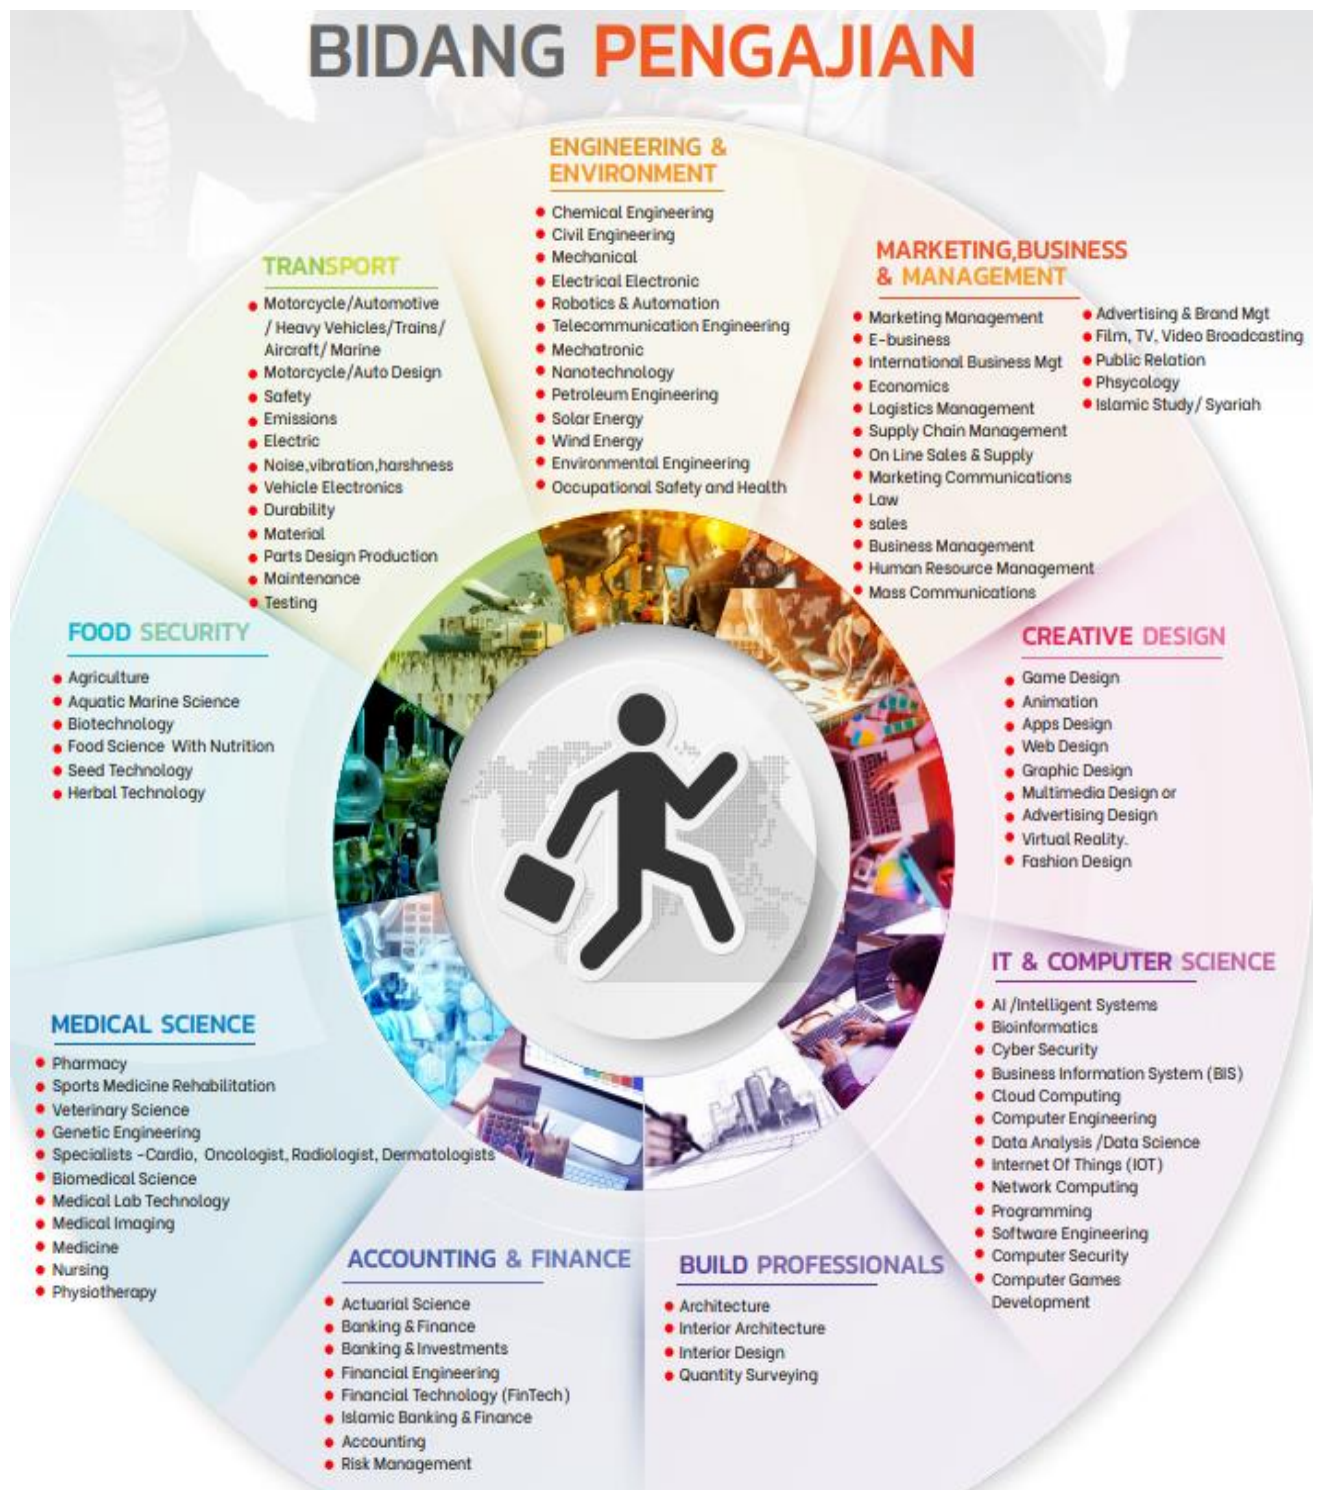 BIDANG PENGAJIAN
ENGINEERING &
ENVIRONMENT
Chemical Engineering
Civil Engineering
Mechanical
Electrical Electronic
Robotics & Automation
Telecommunication Engineering
Mechatronic
Nanotechnology
Petroleum Engineering
Solar Energy
Wind Energy
Environmental Engineering
Occupational Safety and Health
MARKETING,BUSINESS
& MANAGEMENT
Marketing Management
E-business
International Business Mgt
Economics
Logistics Management
Supply Chain Management
On Line Sales & Supply
Marketing Communications
Law
sales
Business Management
Human Resource Management
Mass Communications
Advertising & Brand Mgt
Film, TV, Video Broadcasting
Public Relation
Phsycology
Islamic Study/ Syariah
CREATIVE DESIGN
Game Design
Animation
Apps Design
Web Design
Graphic Design
Multimedia Design or
Advertising Design
Virtual Reality.
Fashion Design
IT & COMPUTER SCIENCE
AI /Intelligent Systems
Bioinformatics
Cyber Security
Business Information System (BIS)
Cloud Computing
Computer Engineering
Data Analysis /Data Science
Internet Of Things (IOT)
Network Computing
Programming
Software Engineering
Computer Security
Computer Games
Development
BUILD PROFESSIONALS
Architecture
Interior Architecture
Interior Design
Quantity Surveying
ACCOUNTING & FINANCE
Actuarial Science
Banking & Finance
Banking & Investments
Financial Engineering
Financial Technology (FinTech)
Islamic Banking & Finance
Accounting
Risk Management
MEDICAL SCIENCE
Pharmacy
Sports Medicine Rehabilitation
Veterinary Science
Genetic Engineering
Specialists -Cardio, Oncologist, Radiologist, Dermatologists
Biomedical Science
Medical Lab Technology
Medical Imaging
Medicine
Nursing
Physiotherapy
FOOD SECURITY
Agriculture
Aquatic Marine Science
Biotechnology
Food Science With Nutrition
Seed Technology
Herbal Technology
TRANSPORT
Motorcycle/Automotive
/ Heavy Vehicles/Trains/
Aircraft/ Marine
Motorcycle/Auto Design
Safety
Emissions
Electric
Noise,vibration,harshness
Vehicle Electronics
Durability
Material
Parts Design Production
Maintenance
Testing